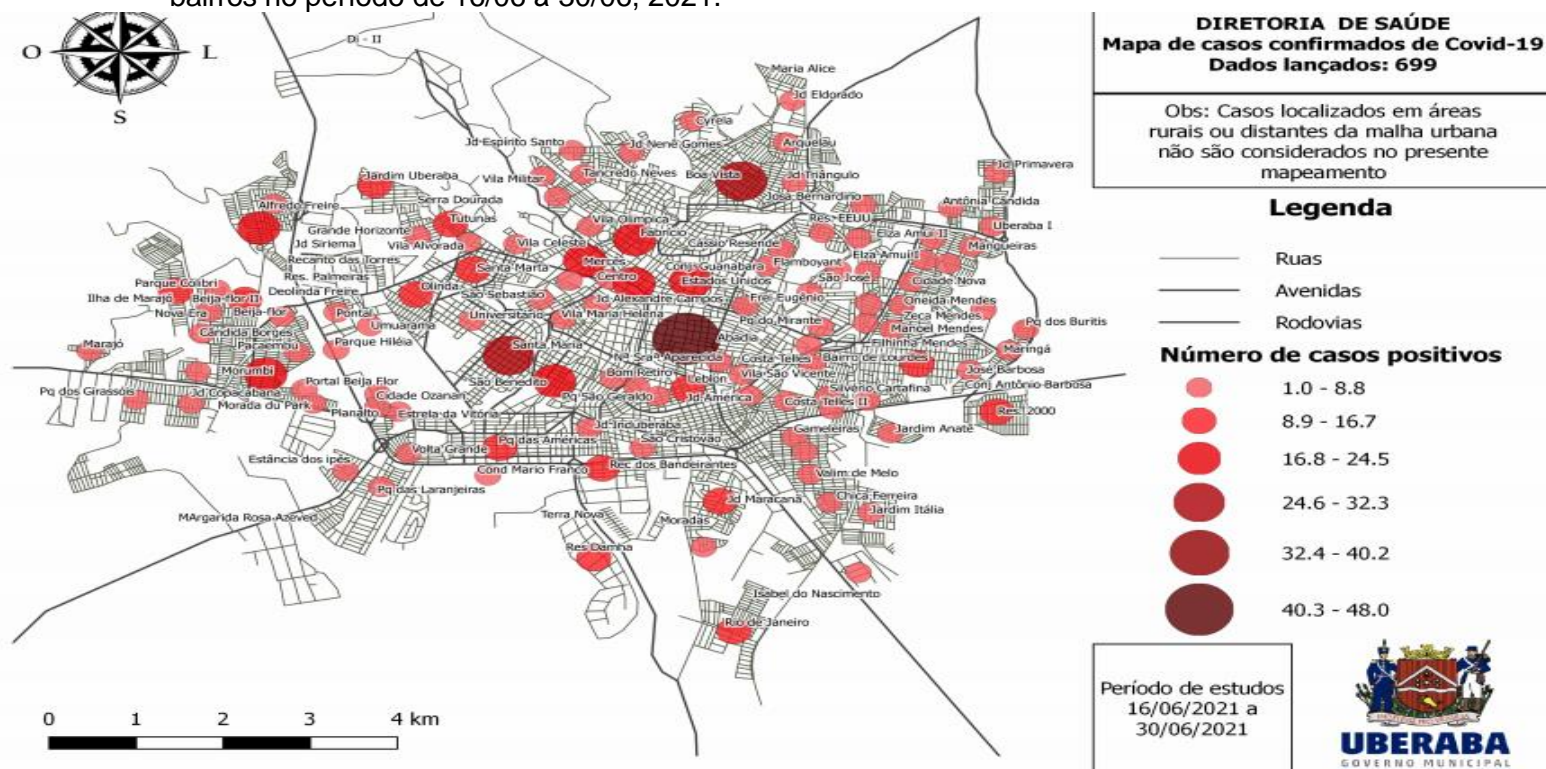 bairros no período de 16/06 a 30/06, 2021.
DIRETORIA DE SAÚDE
Mapa de casos confirmados de Covid-19
Dados lançados: 699
Obs: Casos localizados em áreas
rurais ou distantes da malha urbana
não são considerados no presente
mapeamento
Legenda
Ruas
Avenidas
Rodovias
Número de casos positivos
1.0 - 8.8
8.9 - 16.7
16.8 - 24.5
24.6 - 32.3
32.4 - 40.2
40.3 - 48.0
Período de estudos
16/06/2021 a
30/06/2021
UBERABA
GOVERNO MUNICIPAL
O
L
S
Di - II
Maria Alice
Jd Eldorado
Cyrela
Arquelau
Jd Espírito Santo
Jd Nenê Gomes
Jd Primavera
Jardim Uberaba
Vila Militar
Tancredo Neves
Boa Vista
Jd Triângulo
Serra Dourada
José Bernardino
Antônia Cândida
Alfredo Freire
Tutunas
Vila Olímpica
Res. EEUU
Uberaba I
Grande Horizonte
Fabrício
Elza Amuí II
Jd Siriema
Vila Alvorada
Vila Celeste
Cássio Resende
Mangueiras
Recanto das Torres
Mercês
Flamboyant
Elza Amuí I
Santa Marta
Conj Guanabara
Res. Palmeiras
Centro
Estados Unidos
São José
Cidade Nova
Parque Colibri
Deolinda Freire
Olinda
Ilha de Marajó
Beija-flor II
São Sebastião
Jd Alexandre Campos
Frei Eugênio
Oneida Mendes
Nova Era
Beija-flor
Pontal
Universitário
Vila Maria Helena
Pq do Mirante
Zeca Mendes
Cândida Borges
Umuarama
Abadia
Manoel Mendes
Pq dos Buritis
Marajó
Pacaembu
Parque Hiléia
Santa Maria
Filhinha Mendes
Maringá
Nª Srª Aparecida
Costa Telles
Bairro de Lourdes
Morumbi
São Benedito
Bom Retiro
Leblon
Vila São Vicente
José Barbosa
Pq dos Girassóis
Jd Copacabana
Portal Beija Flor
Cidade Ozanan
Pq São Geraldo
Jd América
Silvério Cartafina
Conj Antônio Barbosa
Morada du Park
Planalto
Estrela da Vitória
Costa Telles II
Res. 2000
Jd Induberaba
Gameleiras
Jardim Anatê
Volta Grande
Pq das Américas
São Cristóvão
Estância dos ipês
Cond Mario Franco
Rec dos Bandeirantes
Valim de Melo
Pq das Laranjeiras
Jd Maracanã
Chica Ferreira
MArgarida Rosa Azeved
Terra Nova
Moradas
Jardim Itália
Res Damha
Isabel do Nascimento
Rio de Janeiro
0 1 2 3 4 km